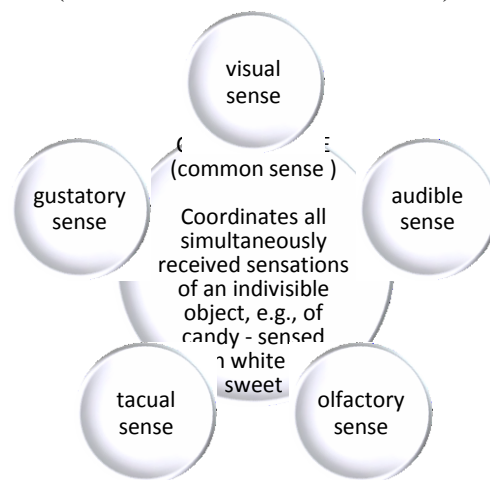 visual
sense
(common sense )
gustatory
sense
audible
sense
Coordinates all
simultaneously
received sensations
of an indivisible
object, e.g., of
candy - sensed
white
sweet
tacual
sense
olfactory
sense